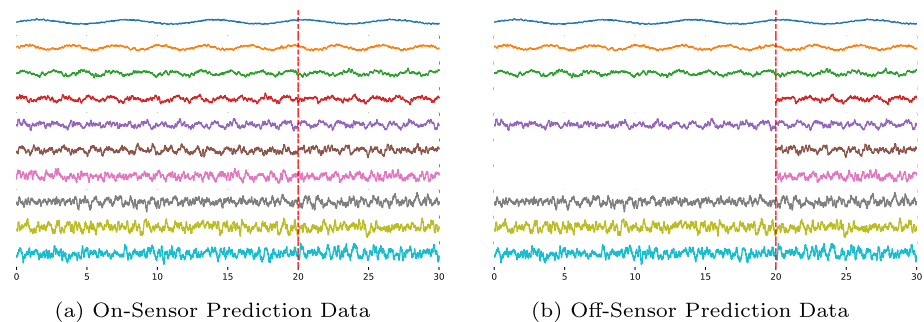 0 5 10 15 20 25 30
0 5 10 15 20 25 30
(a) On-Sensor Prediction Data
(b) Off-Sensor Prediction Data